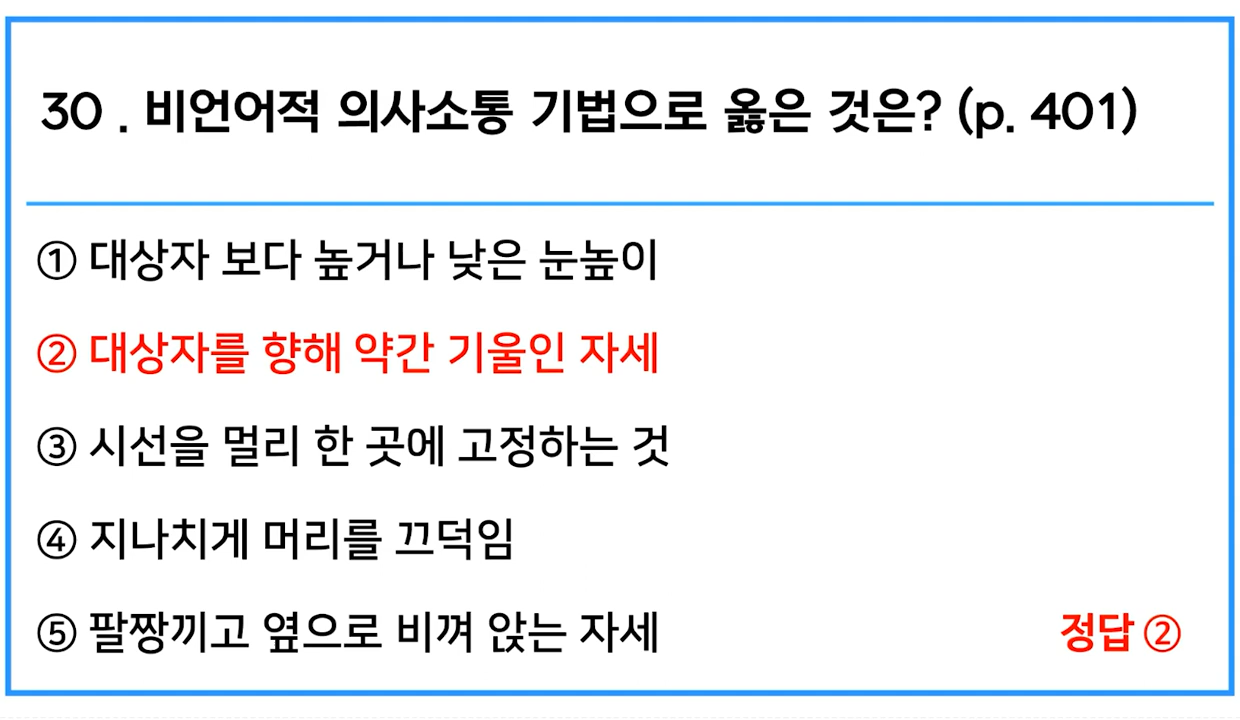 30 . 비언어적 의사소통 기법으로 옳은 것은? (p. 401)
① 대상자 보다 높거나 낮은 눈높이
② 대상자를 향해 약간 기울인 자세
③ 시선을 멀리 한 곳에 고정하는 것
④ 지나치게 머리를 끄덕임
⑤ 팔짱끼고 옆으로 비껴 앉는 자세
정답 ②